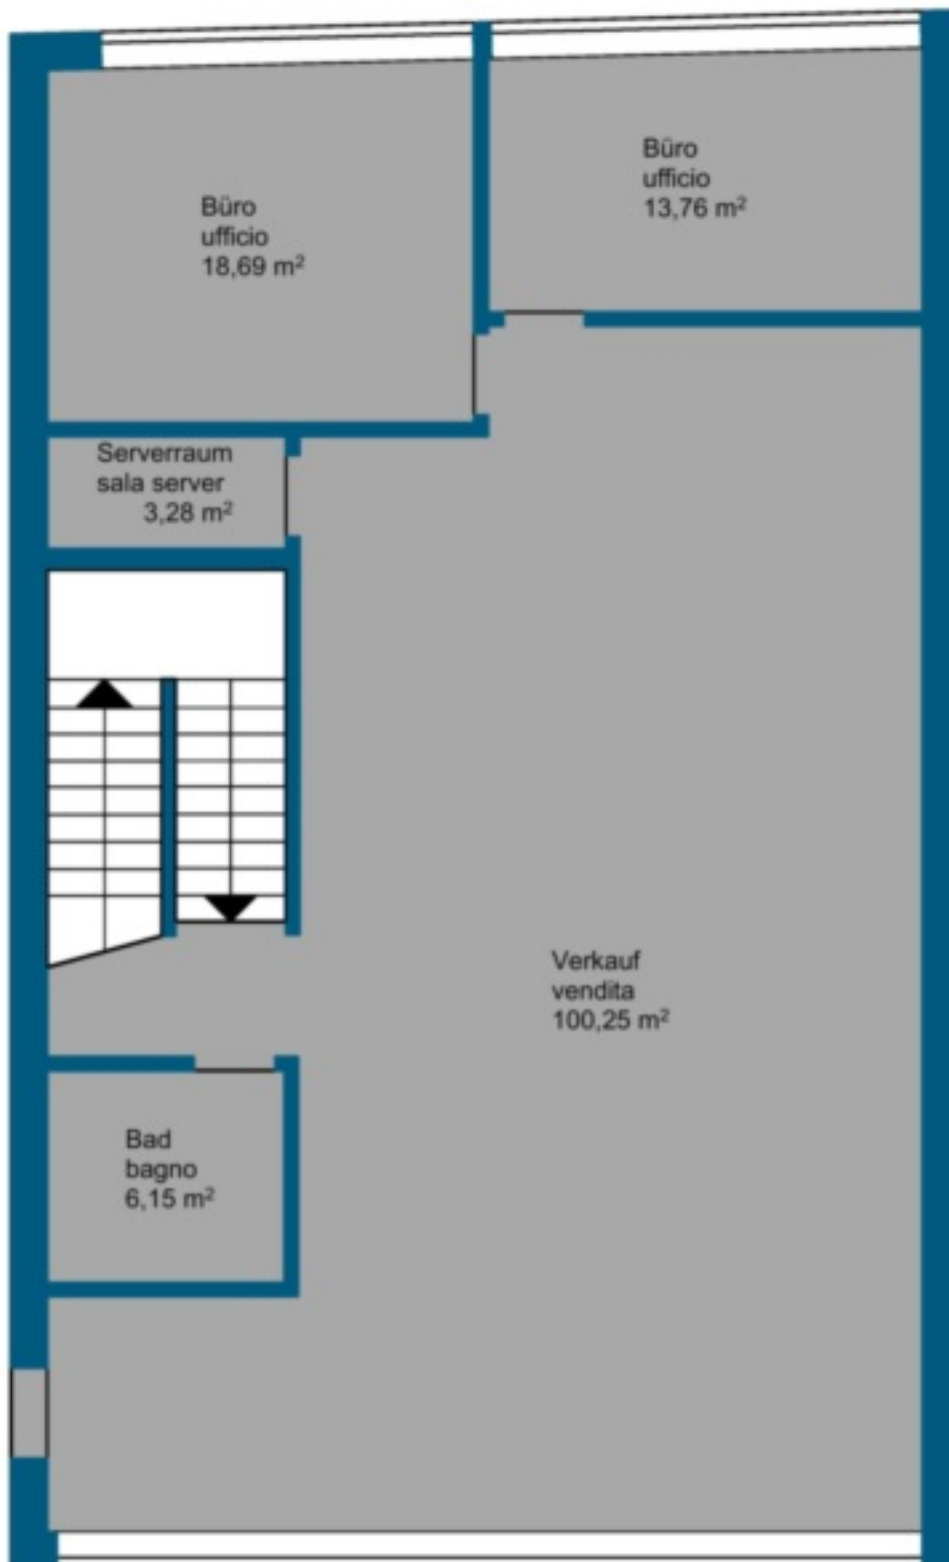 Büro
ufficio
18,69 m²
Büro
ufficio
13,76 m²
Serverraum
sala server
3,28 m²
Verkauf
vendita
100,25 m²
Bad
bagno
6,15 m²